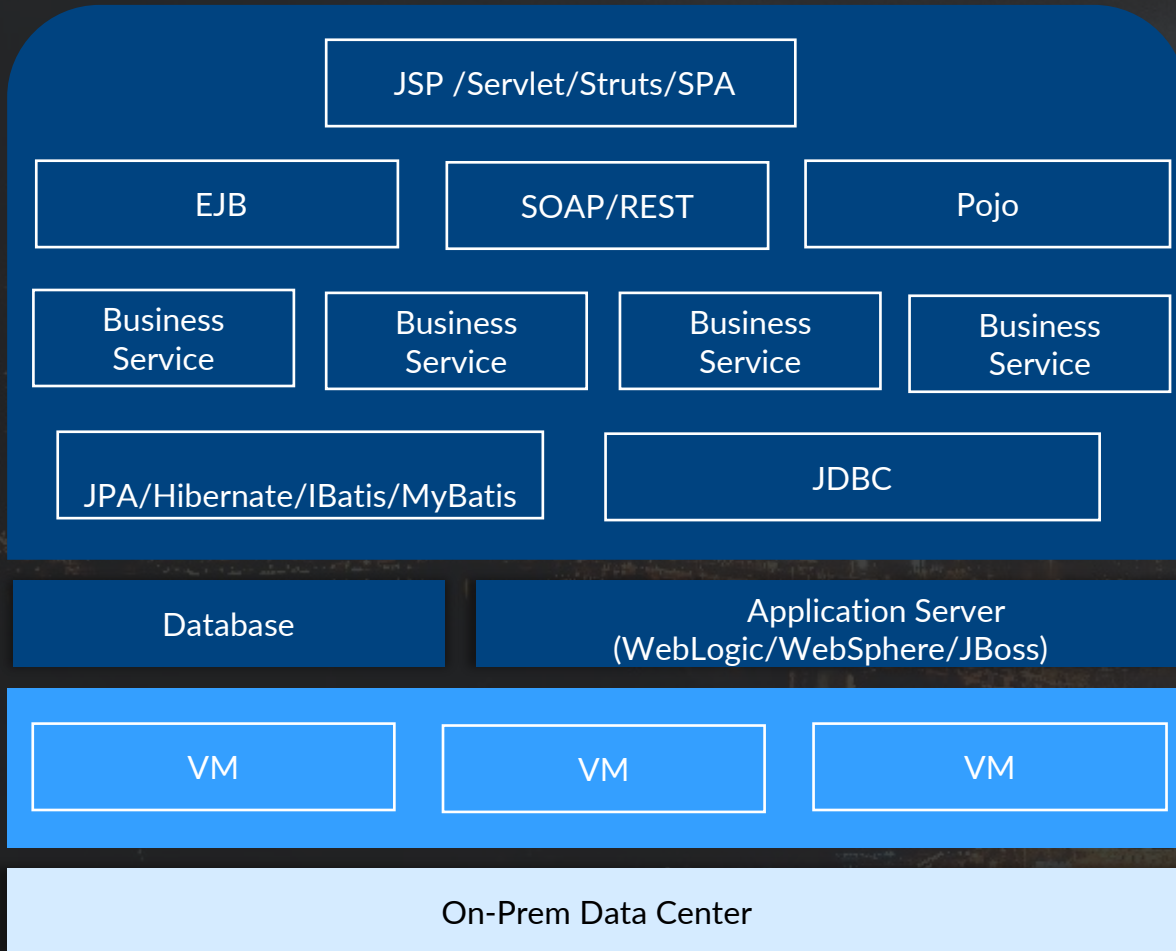 JSP /Servlet/Struts/SPA
EJB
SOAP/REST
Pojo
Business
Service
Business
Service
Business
Service
Business
Service
JPA/Hibernate/IBatis/MyBatis
JDBC
Database
Application Server
(WebLogic/WebSphere/JBoss)
VM
VM
VM
On-Prem Data Center